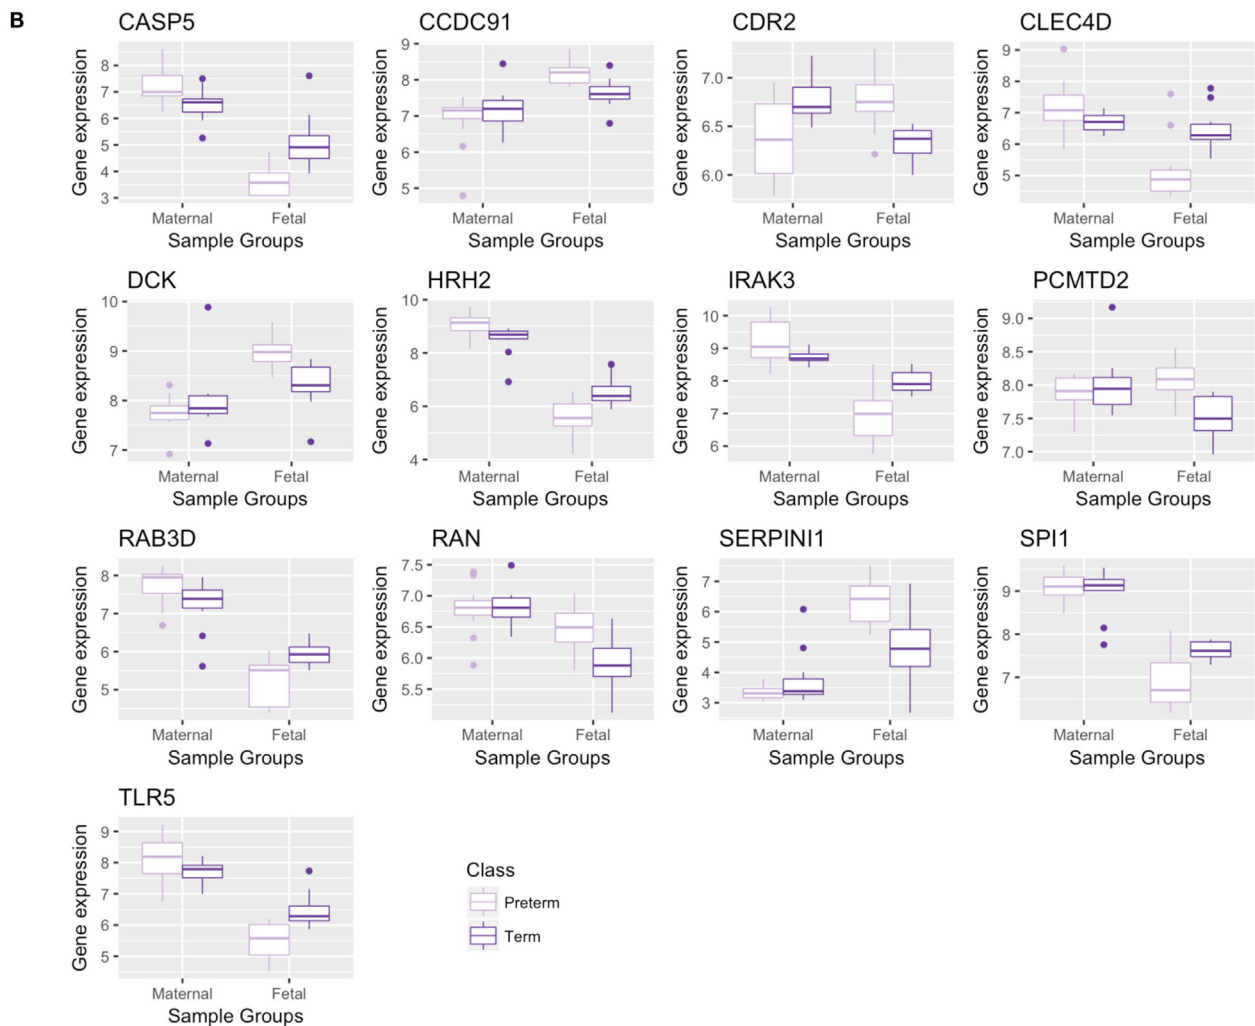 B
CASP5
CCDC91
CDR2
CLEC4D
Gene expression
8
7
6
5
4
3
Maternal
Fetal
Sample Groups
Gene expression
9
8
7
6
5
Maternal
Fetal
Sample Groups
Gene expression
7.0
6.5
6.0
Maternal
Fetal
Sample Groups
Gene expression
9
8
7
6
5
Maternal
Fetal
Sample Groups
DCK
HRH2
IRAK3
PCMTD2
Gene expression
10
9
8
7
Maternal
Fetal
Sample Groups
Gene expression
10
8
6
4
Maternal
Fetal
Sample Groups
Gene expression
10
9
8
7
6
Maternal
Fetal
Sample Groups
Gene expression
9.0
8.5
8.0
7.5
7.0
Maternal
Fetal
Sample Groups
RAB3D
RAN
SERPINI1
SPI1
Gene expression
8
7
6
5
Maternal
Fetal
Sample Groups
Gene expression
7.5
7.0
6.5
6.0
5.5
Maternal
Fetal
Sample Groups
Gene expression
7
6
5
4
3
Maternal
Fetal
Sample Groups
Gene expression
9
8
7
Maternal
Fetal
Sample Groups
TLR5
Gene expression
9
8
7
6
5
Maternal
Fetal
Sample Groups
Class
Preterm
Term